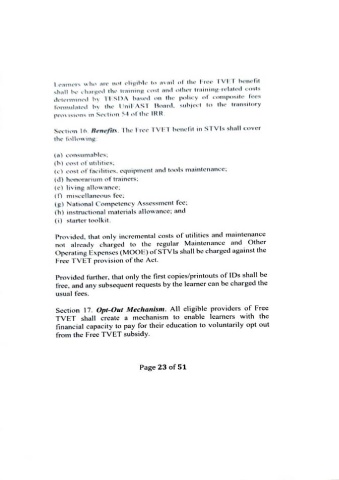 Learners who are not eligible to avail of the Free TVET benefit
shall be charged the training cost and other training-related costs
determined by TESDA based on the policy of composite fees
formulated by the UniFAST Board, subject to the transitory
provisions in Section 54 of the IRR.
Section 16. Benefits. The Free TVET benefit in STVIs shall cover
the following:
(a) consumables;
(b) cost of utilities;
(c) cost of facilities, equipment and tools maintenance;
(d) honorarium of trainers;
(e) living allowance;
(f) miscellaneous fee;
(g) National Competency Assessment fee;
(h) instructional materials allowance; and
(i) starter toolkit.
Provided, that only incremental costs of utilities and maintenance
not already charged to the regular Maintenance and Other
Operating Expenses (MOOE) of STVIs shall be charged against the
Free TVET provision of the Act.
Provided further, that only the first copies/printouts of IDs shall be
free, and any subsequent requests by the learner can be charged the
usual fees.
Section 17. Opt-Out Mechanism. All eligible providers of Free
TVET shall create a mechanism to enable learners with the
financial capacity to pay for their education to voluntarily opt out
from the Free TVET subsidy.
Page 23 of 51